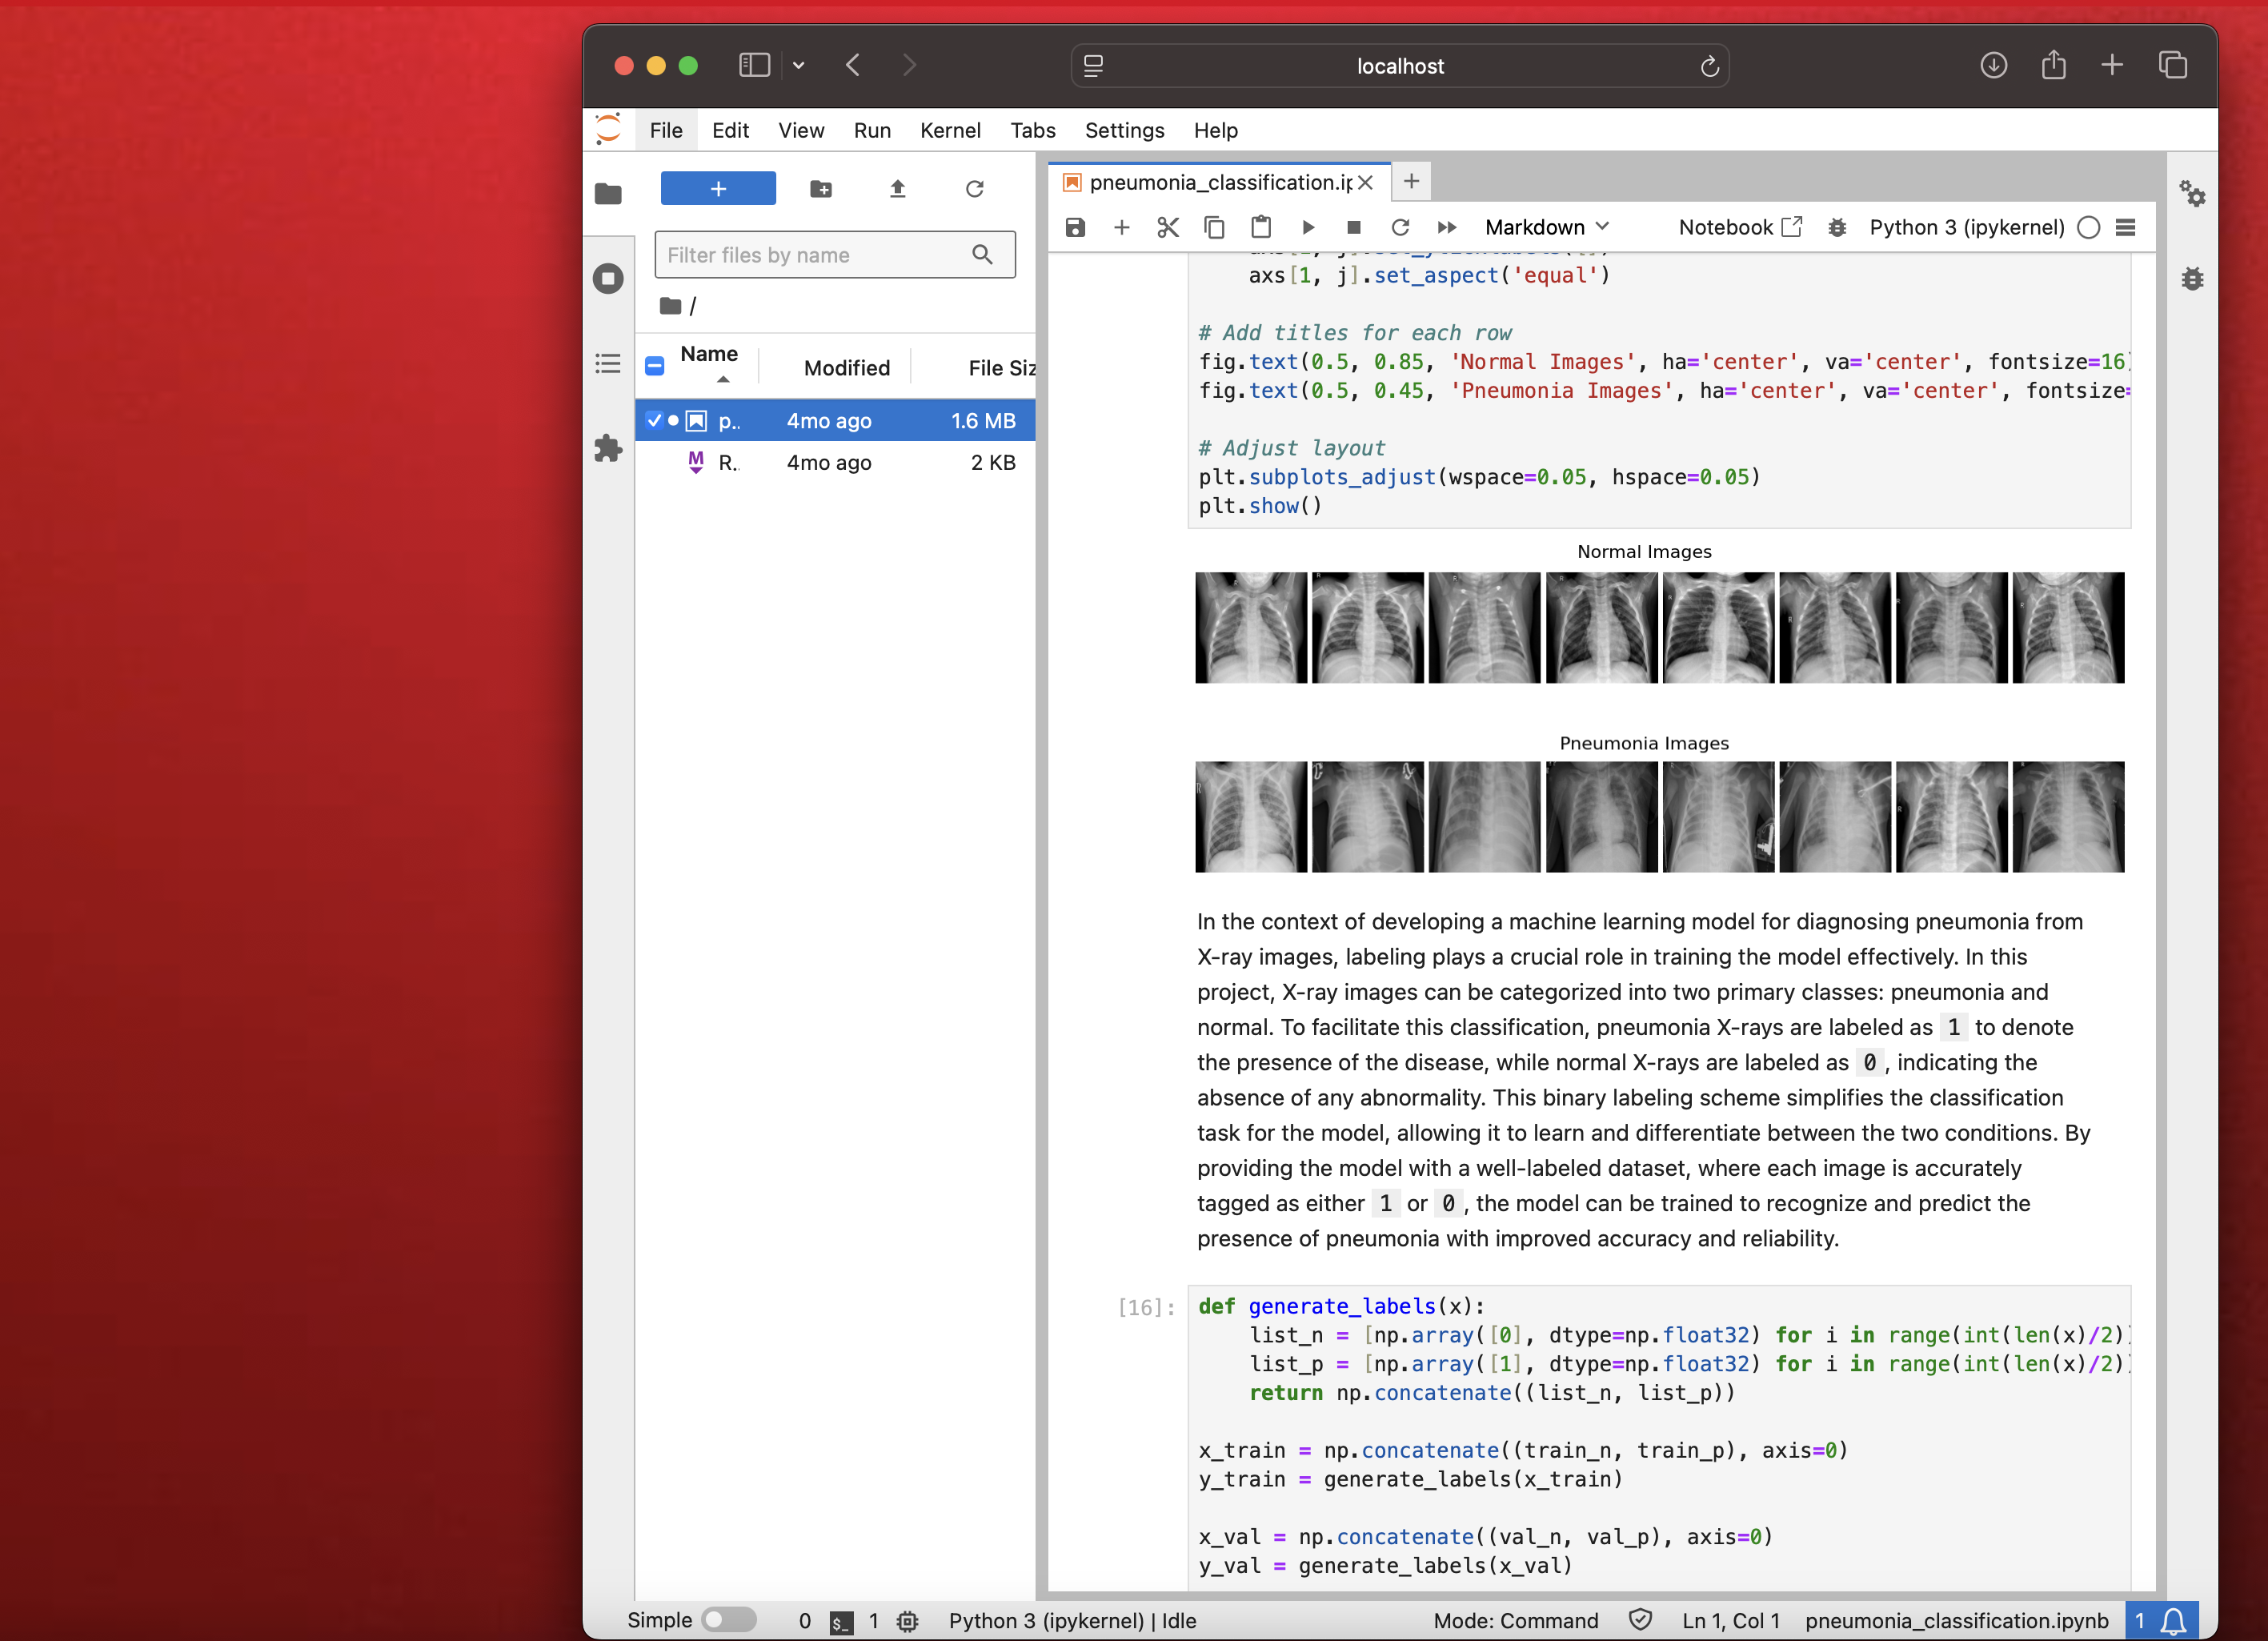 localhost
File Edit View Run Kernel Tabs Settings Help
pneumonia_classification.ip
Markdown Notebook Python 3 (ipykernel)
Filter files by name
/
Name Modified File Siz
p.. 4mo ago 1.6 MB
R.. 4mo ago 2 KB
axs[1, j].set_aspect('equal')
# Add titles for each row
fig.text(0.5, 0.85, 'Normal Images', ha='center', va='center', fontsize=16
fig.text(0.5, 0.45, 'Pneumonia Images', ha='center', va='center', fontsize=
# Adjust layout
plt.subplots_adjust(wspace=0.05, hspace=0.05)
plt.show()
Normal Images
Pneumonia Images
In the context of developing a machine learning model for diagnosing pneumonia from
X-ray images, labeling plays a crucial role in training the model effectively. In this
project, X-ray images can be categorized into two primary classes: pneumonia and
normal. To facilitate this classification, pneumonia X-rays are labeled as 1 to denote
the presence of the disease, while normal X-rays are labeled as 0, indicating the
absence of any abnormality. This binary labeling scheme simplifies the classification
task for the model, allowing it to learn and differentiate between the two conditions. By
providing the model with a well-labeled dataset, where each image is accurately
tagged as either 1 or 0, the model can be trained to recognize and predict the
presence of pneumonia with improved accuracy and reliability.
[16]: def generate_labels(x):
list_n = [np.array([0], dtype=np.float32) for i in range(int(len(x)/2)
list_p = [np.array([1], dtype=np.float32) for i in range(int(len(x)/2)
return np.concatenate((list_n, list_p))
x_train = np.concatenate((train_n, train_p), axis=0)
y_train = generate_labels(x_train)
x_val = np.concatenate((val_n, val_p), axis=0)
y_val = generate_labels(x_val)
Simple 0 $_ 1 Python 3 (ipykernel) | Idle Mode: Command Ln 1, Col 1 pneumonia_classification.ipynb 1